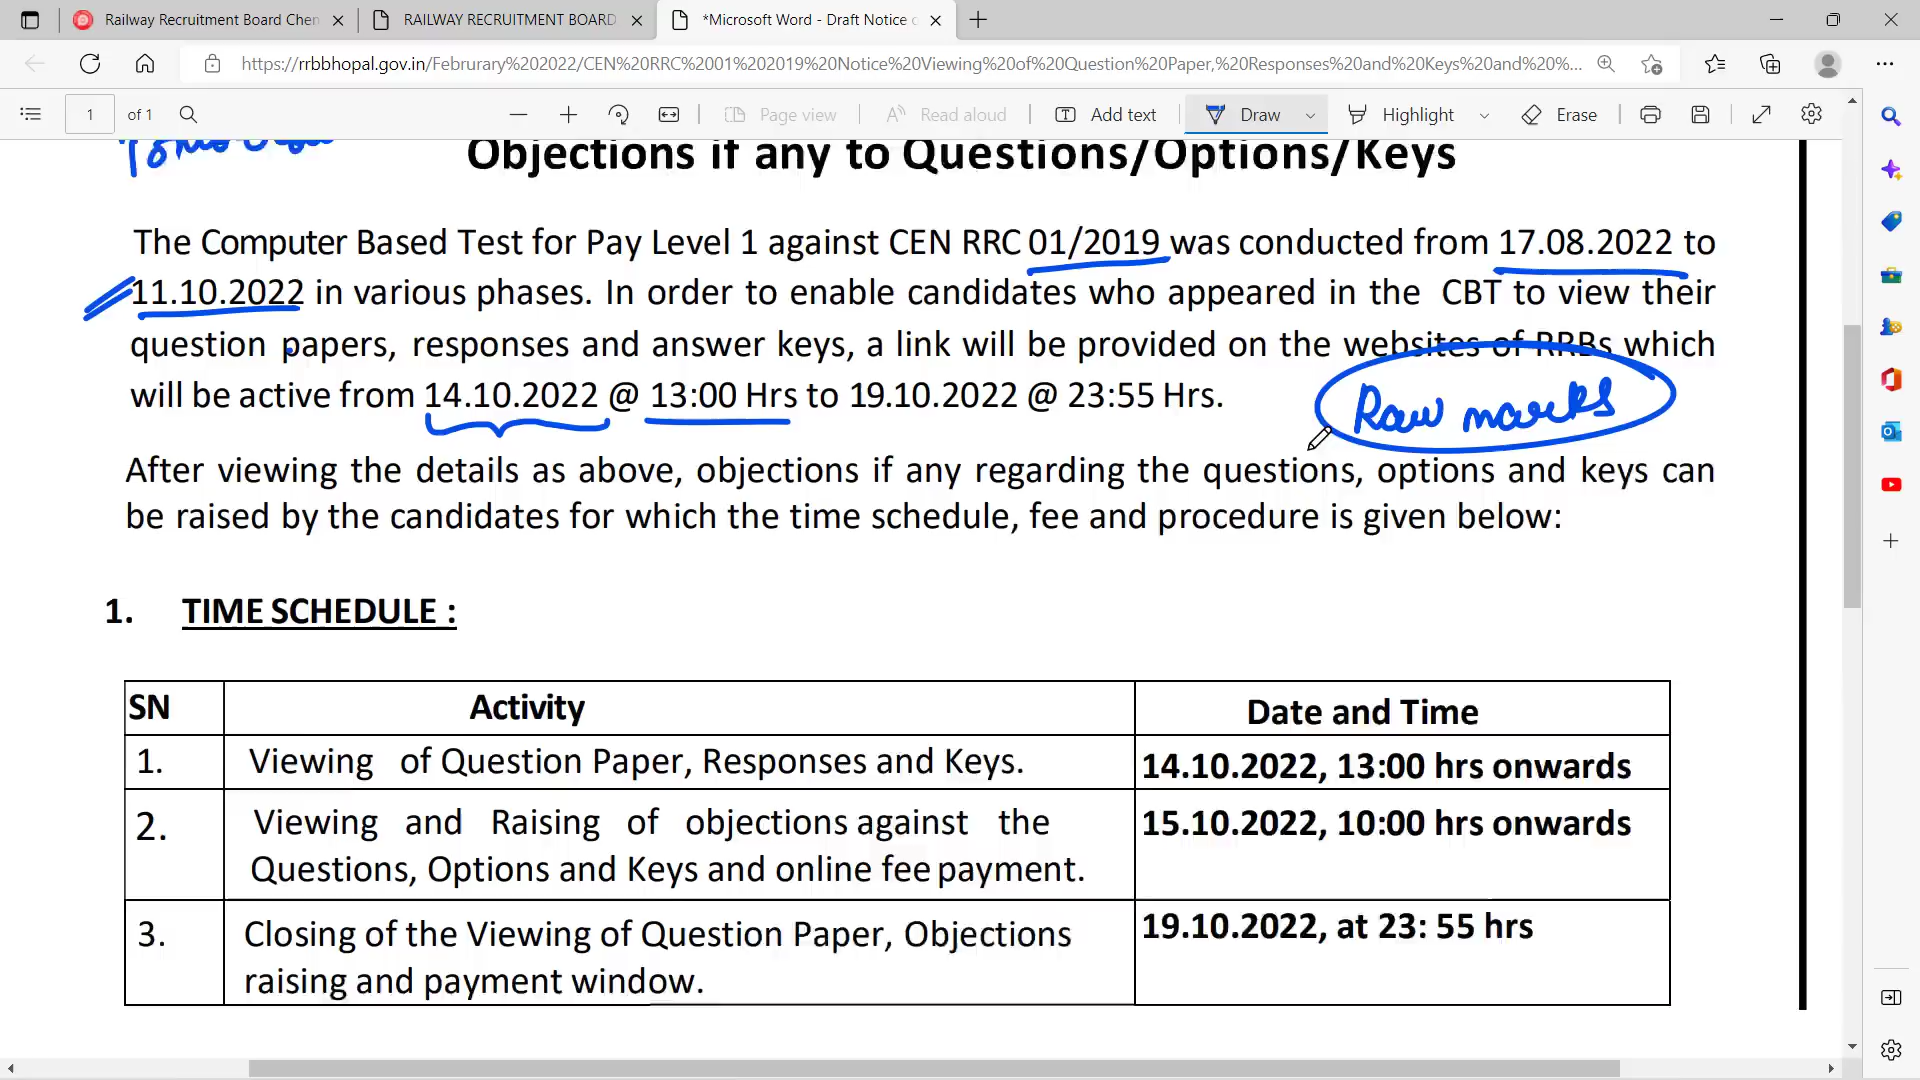 Railway Recruitment Board Chen
RAILWAY RECRUITMENT BOARD
*Microsoft Word - Draft Notice o
https://rrbbhopal.gov.in/Februrary%202022/CEN%20RRC%2001%202019%20Notice%20Viewing%20of%20Question%20Paper,%20Responses%20and%20Keys%20and%20%...
1 of 1
Page view
Read aloud
Add text
Draw
Highlight
Erase
Objections if any to Questions/Options/Keys
The Computer Based Test for Pay Level 1 against CEN RRC 01/2019 was conducted from 17.08.2022 to
11.10.2022 in various phases. In order to enable candidates who appeared in the CBT to view their
question papers, responses and answer keys, a link will be provided on the websites of RRBs which
will be active from 14.10.2022 @ 13:00 Hrs to 19.10.2022 @ 23:55 Hrs.
Raw marks
After viewing the details as above, objections if any regarding the questions, options and keys can
be raised by the candidates for which the time schedule, fee and procedure is given below:
1. TIME SCHEDULE :
SN Activity Date and Time
1. Viewing of Question Paper, Responses and Keys. 14.10.2022, 13:00 hrs onwards
2. Viewing and Raising of objections against the 15.10.2022, 10:00 hrs onwards
Questions, Options and Keys and online fee payment.
3. Closing of the Viewing of Question Paper, Objections 19.10.2022, at 23: 55 hrs
raising and payment window.